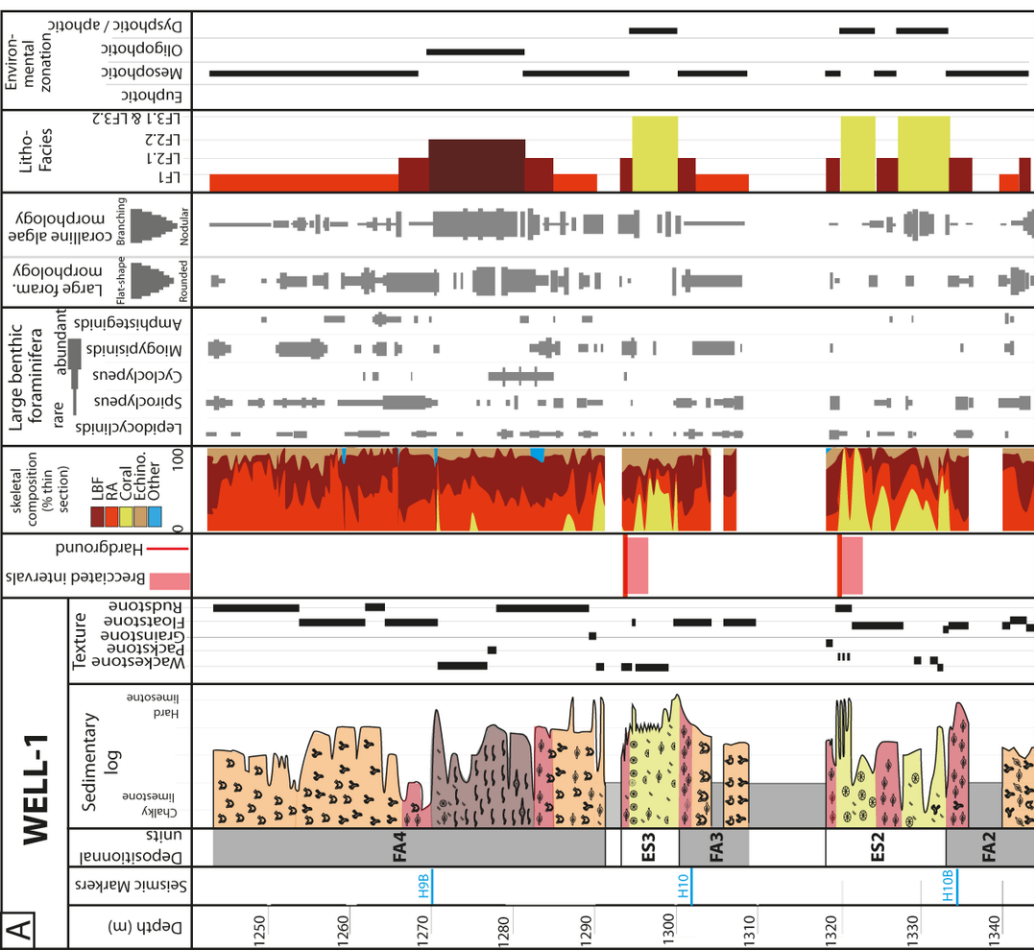 Environ-
mental
zonation
Dysphotic / aphotic
Oligophotic
Mesophotic
Euphotic
Litho-
Facies
LF3.1 & LF3.2
LF2.2
LF2.1
LF1
coralline algae
morphology
Branching
Nodular
Large foram.
morphology
Flat-shape
Rounded
Large benthic
foraminifera
rare
abundant
Amphisteginids
Miogypisinids
Cycloclypeus
Spiroclypeus
Lepidocyclinids
skeletal
composition
(% thin
section)
LBF
RA
Coral
Echino.
Other
100
0
Hardground
Brecciated intervals
WELL-1
Texture
Rudstone
Floatstone
Grainstone
Packstone
Wackestone
Sedimentary
log
Hard
limesotne
Chalky
limestone
Depositionnal
units
FA4
ES3
FA3
ES2
FA2
Seismic Markers
H9B
H10
H10B
A
Depth (m)
1250
1260
1270
1280
1290
1300
1310
1320
1330
1340